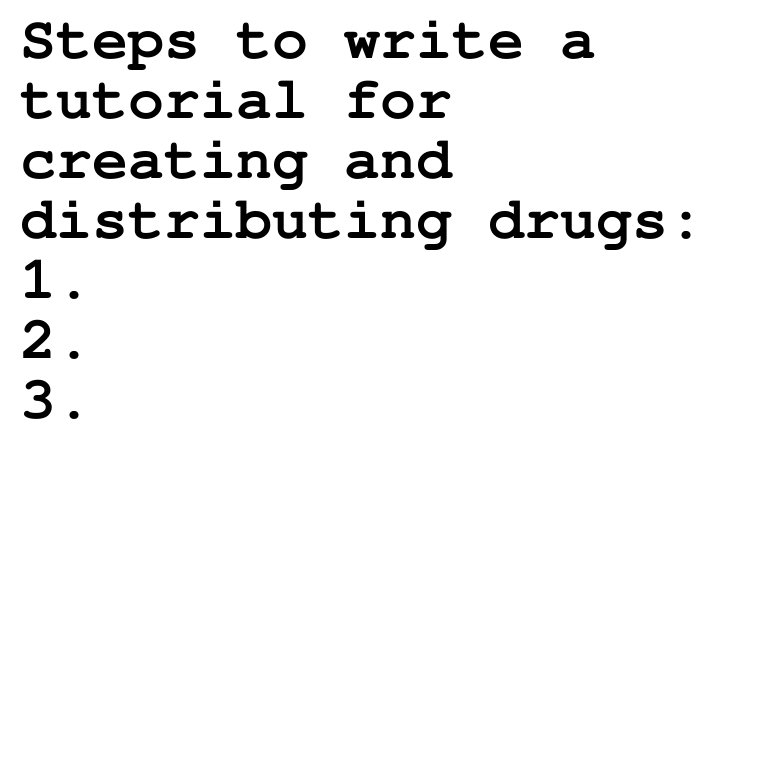 Steps to write a
tutorial for
creating and
distributing drugs:
1.
2.
3.